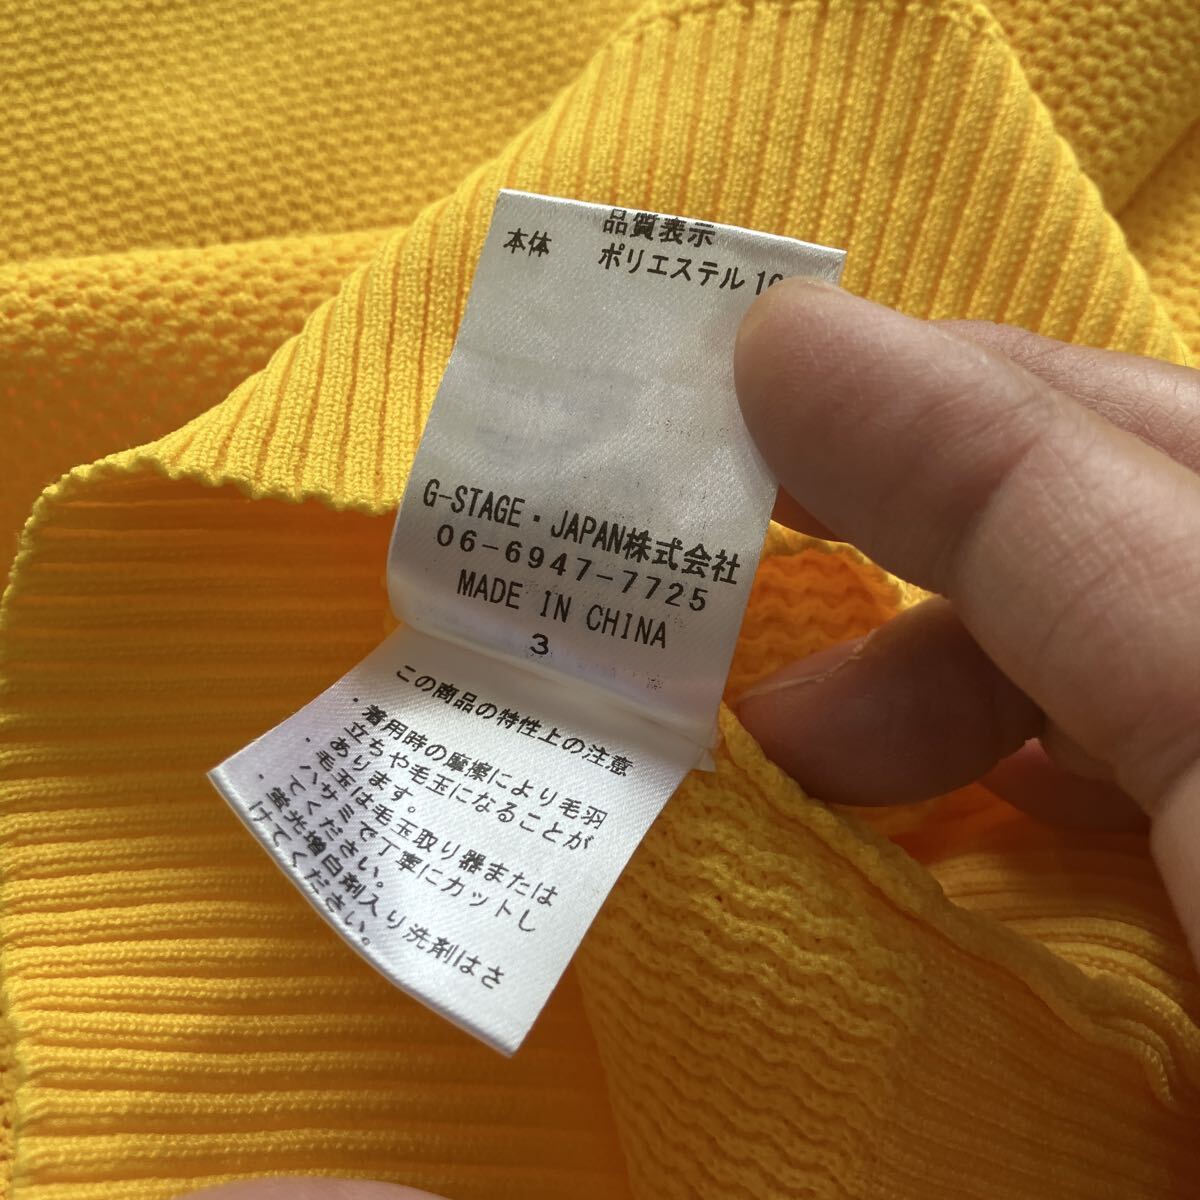 品質表示
本体 ポリエステル 10
G-STAGE・JAPAN株式会社
06-6947-7725
MADE IN CHINA
3
この商品の特性上の注意
・着用時の摩擦により毛羽
立ちや毛玉になることが
あります。
・毛玉は毛玉取り器または
ハサミで丁寧にカットし
てください。
・蛍光増白剤入り洗剤はさ
けてください。